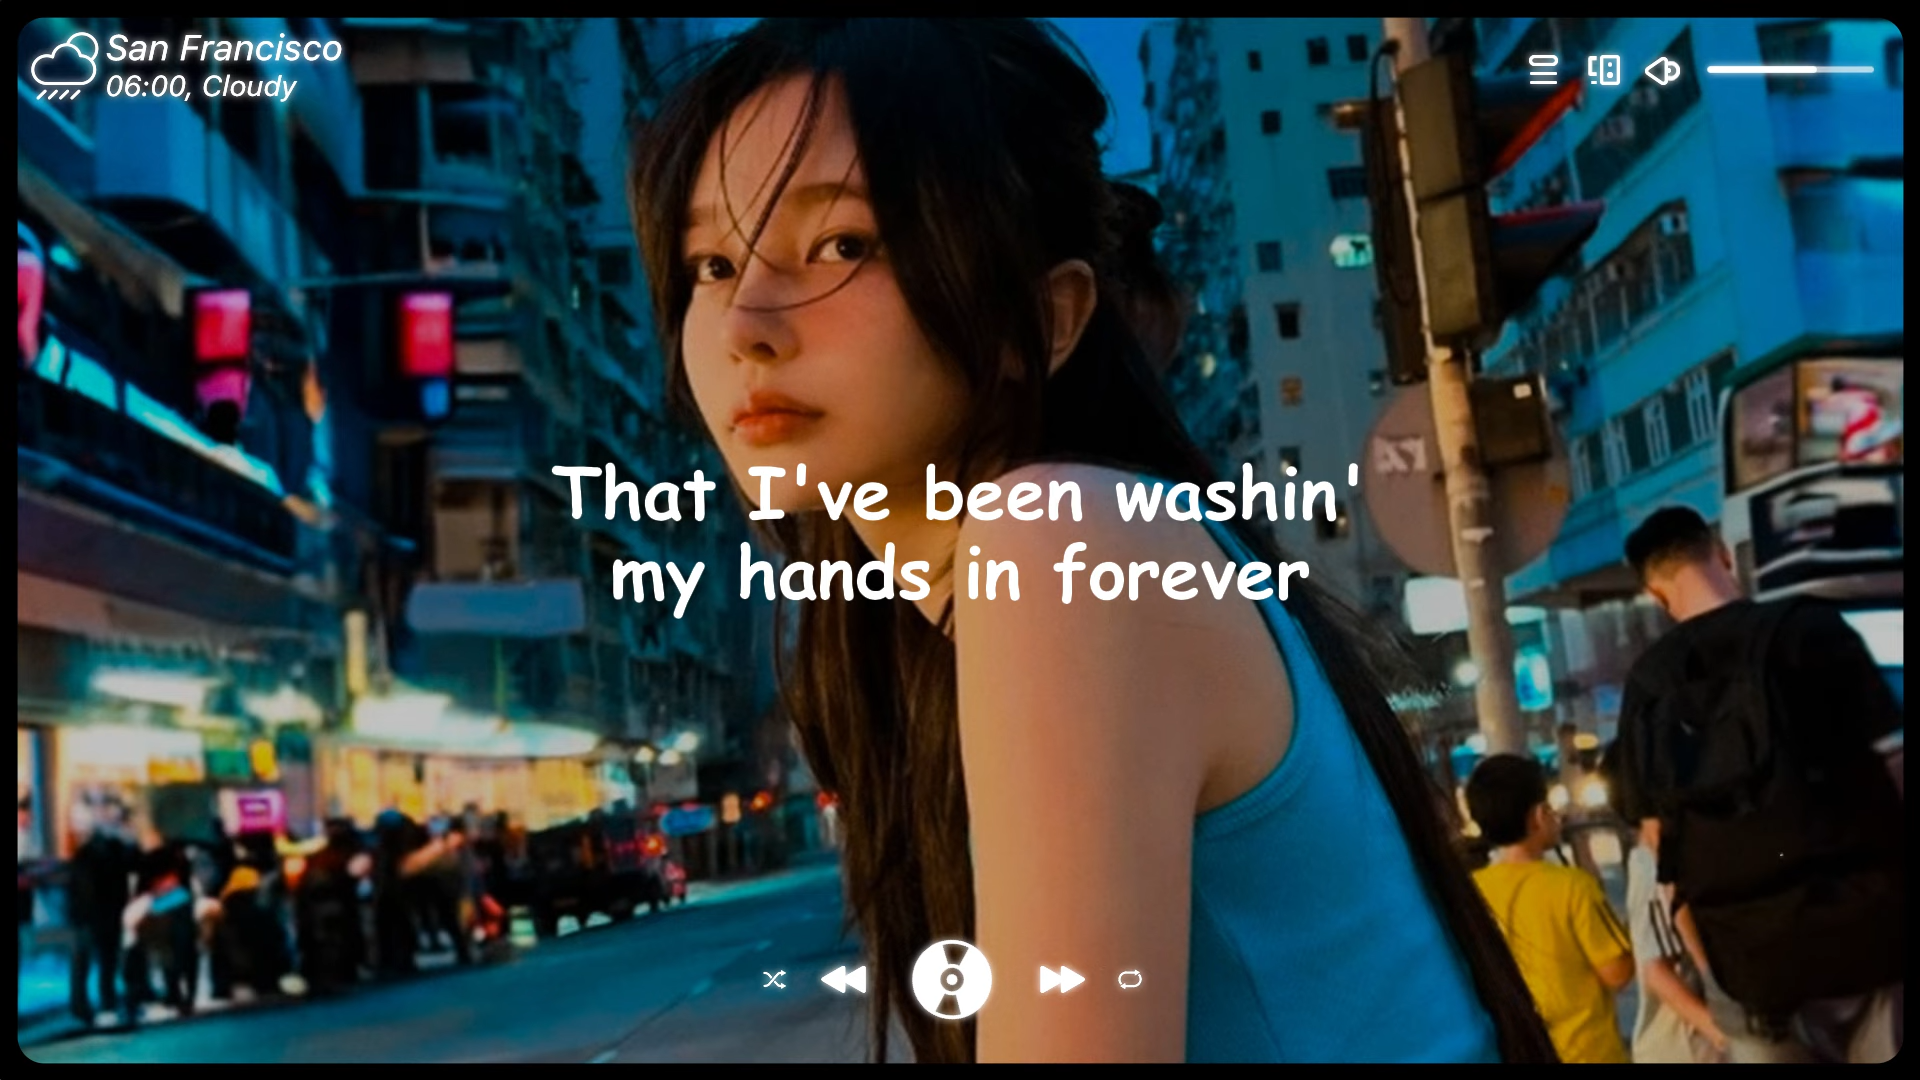 San Francisco
06:00, Cloudy
That I've been washin'
my hands in forever